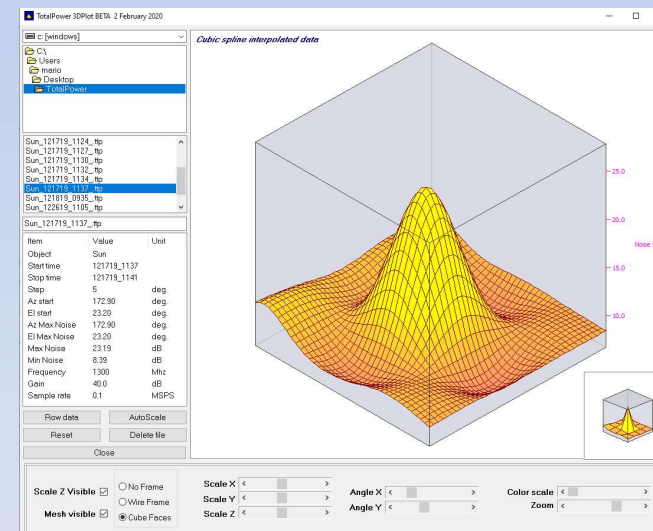 TotalPower 3DPlot BETA 2 February 2020
c: [windows]
C:\
Users
mario
Desktop
TotalPower
Sun_121719_1124_.ttp
Sun_121719_1127_.ttp
Sun_121719_1130_.ttp
Sun_121719_1132_.ttp
Sun_121719_1134_.ttp
Sun_121719_1137_.ttp
Sun_121819_0935_.ttp
Sun_122619_1105_.ttp
Sun_121719_1137_.ttp
Item Value Unit
Object Sun
Start time 121719_1137
Stop time 121719_1141
Step 5 deg.
Az start 172.90 deg.
El start 23.20 deg.
Az Max Noise 172.90 deg.
El Max Noise 23.20 deg.
Max Noise 23.19 dB
Min Noise 8.39 dB
Frequency 1300 Mhz
Gain 40.0 dB
Sample rate 0.1 MSPS
Row data AutoScale
Reset Delete file
Close
Cubic spline interpolated data
25.0
20.0
Noise
15.0
10.0
Scale Z Visible
Mesh visible
No Frame
Wire Frame
Cube Faces
Scale X
Scale Y
Scale Z
Angle X
Angle Y
Color scale
Zoom